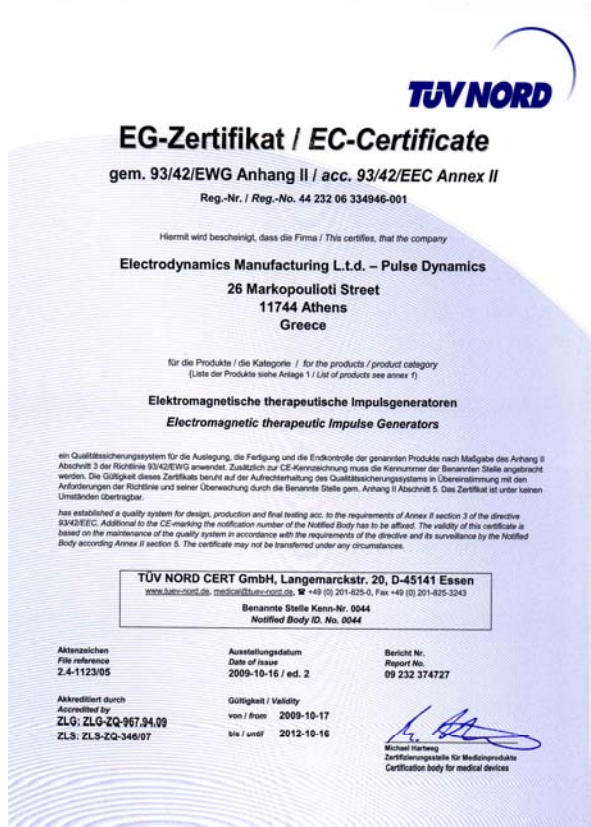 TÜV NORD
EG-Zertifikat / EC-Certificate
gem. 93/42/EWG Anhang II / acc. 93/42/EEC Annex II
Reg.-Nr. / Reg.-No. 44 232 06 334946-001
Hiermit wird bescheinigt, dass die Firma / This certifies, that the company
Electrodynamics Manufacturing L.t.d. – Pulse Dynamics
26 Markopoulioti Street
11744 Athens
Greece
für die Produkte / die Kategorie / for the products / product category
(Liste der Produkte siehe Anlage 1 / List of products see annex 1)
Elektromagnetische therapeutische Impulsgeneratoren
Electromagnetic therapeutic Impulse Generators
ein Qualitätssicherungssystem für die Auslegung, die Fertigung und die Endkontrolle der genannten Produkte nach Maßgabe des Anhang II
Abschnitt 3 der Richtlinie 93/42/EWG anwendet. Zusätzlich zur CE-Kennzeichnung muss die Kennummer der Benannten Stelle angebracht
werden. Die Gültigkeit dieses Zertifikats beruht auf der Aufrechterhaltung des Qualitätssicherungssystems in Übereinstimmung mit den
Anforderungen der Richtlinie und seiner Überwachung durch die Benannte Stelle gem. Anhang II Abschnitt 5. Das Zertifikat ist unter keinen
Umständen übertragbar.
has established a quality system for design, production and final testing acc. to the requirements of Annex II section 3 of the directive
93/42/EEC. Additional to the CE-marking the notification number of the Notified Body has to be affixed. The validity of this certificate is
based on the maintenance of the quality system in accordance with the requirements of the directive and its surveillance by the Notified
Body according Annex II section 5. The certificate may not be transferred under any circumstances.
TÜV NORD CERT GmbH, Langemarckstr. 20, D-45141 Essen
www.tuev-nord.de, medical@tuev-nord.de, ☎ +49 (0) 201-825-0, Fax +49 (0) 201-825-3243
Benannte Stelle Kenn-Nr. 0044
Notified Body ID. No. 0044
Aktenzeichen
File reference
2.4-1123/05
Ausstellungsdatum
Date of issue
2009-10-16 / ed. 2
Bericht Nr.
Report No.
09 232 374727
Akkreditiert durch
Accredited by
ZLG: ZLG-ZQ-967.94.09
ZLS: ZLS-ZQ-346/07
Gültigkeit / Validity
von / from 2009-10-17
bis / until 2012-10-16
Michael Hartweg
Zertifizierungsstelle für Medizinprodukte
Certification body for medical devices